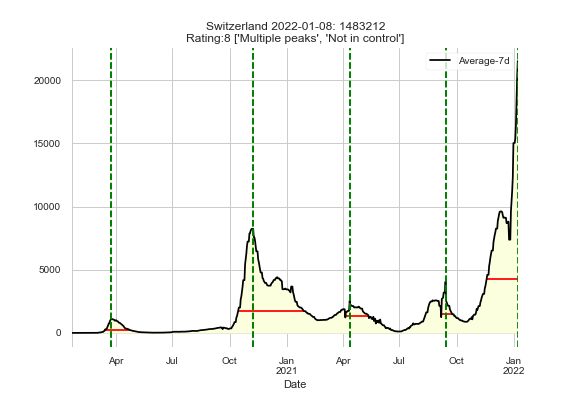 Switzerland 2022-01-08: 1483212
Rating:8 ['Multiple peaks', 'Not in control']
Average-7d
20000
15000
10000
5000
0
Apr
Jul
Oct
Jan
2021
Apr
Jul
Oct
Jan
2022
Date